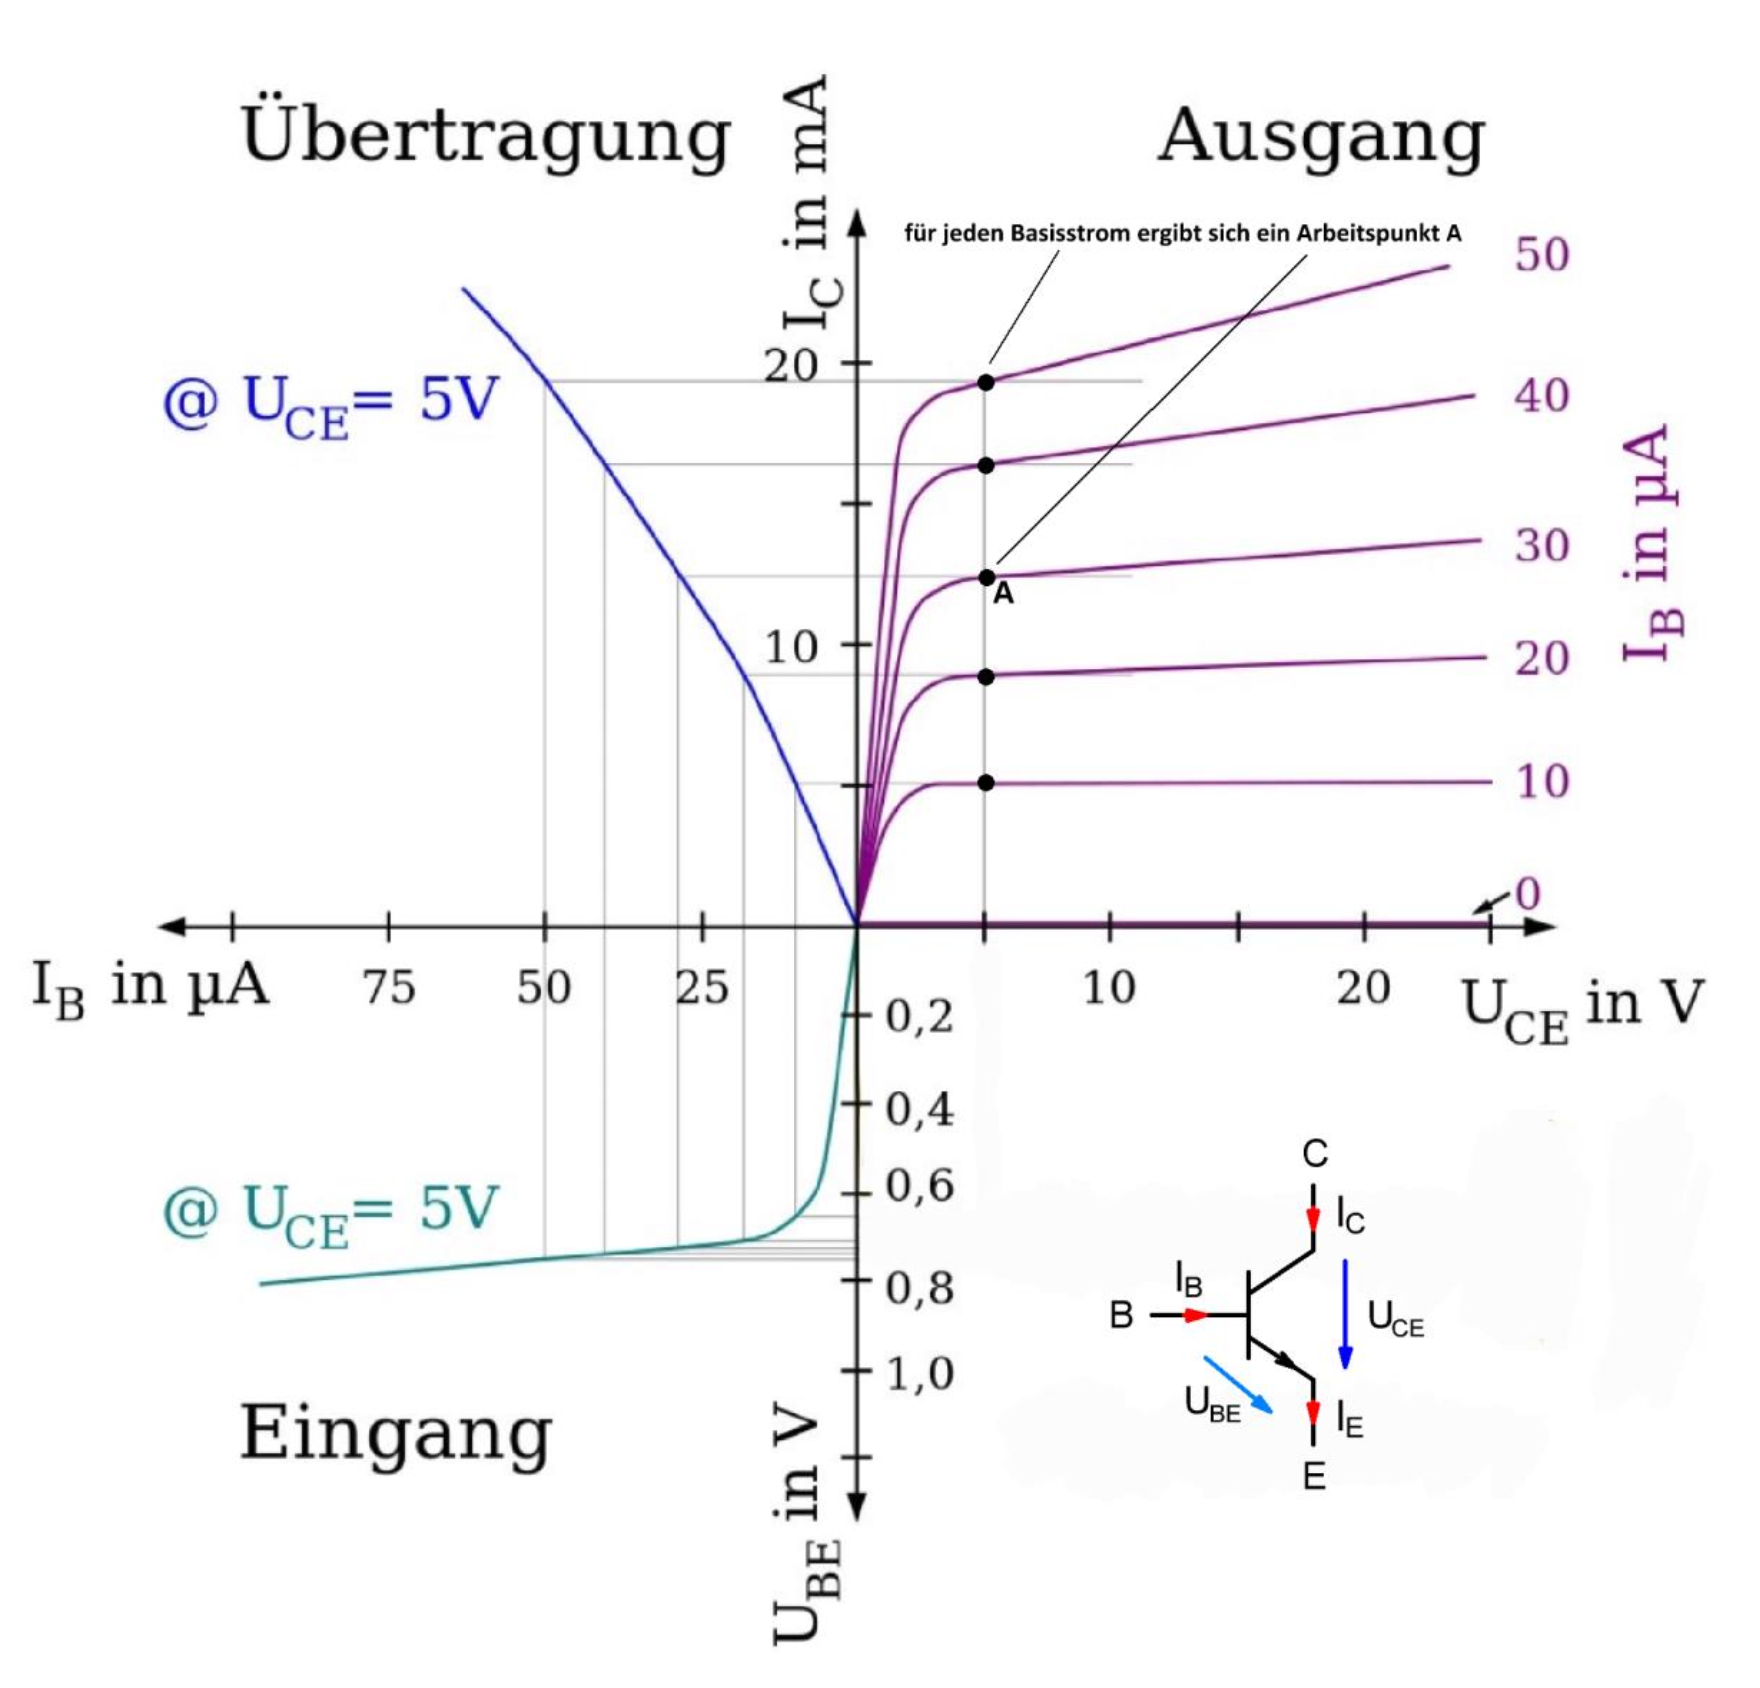 Übertragung
Ausgang
I_C in mA
für jeden Basisstrom ergibt sich ein Arbeitspunkt A
50
20
@ U_CE= 5V
40
30
A
10
20
10
0
I_B in µA
I_B in µA
75
50
25
10
20
U_CE in V
0,2
0,4
0,6
0,8
1,0
@ U_CE= 5V
Eingang
U_BE in V
C
I_C
I_B
B
U_CE
U_BE
I_E
E